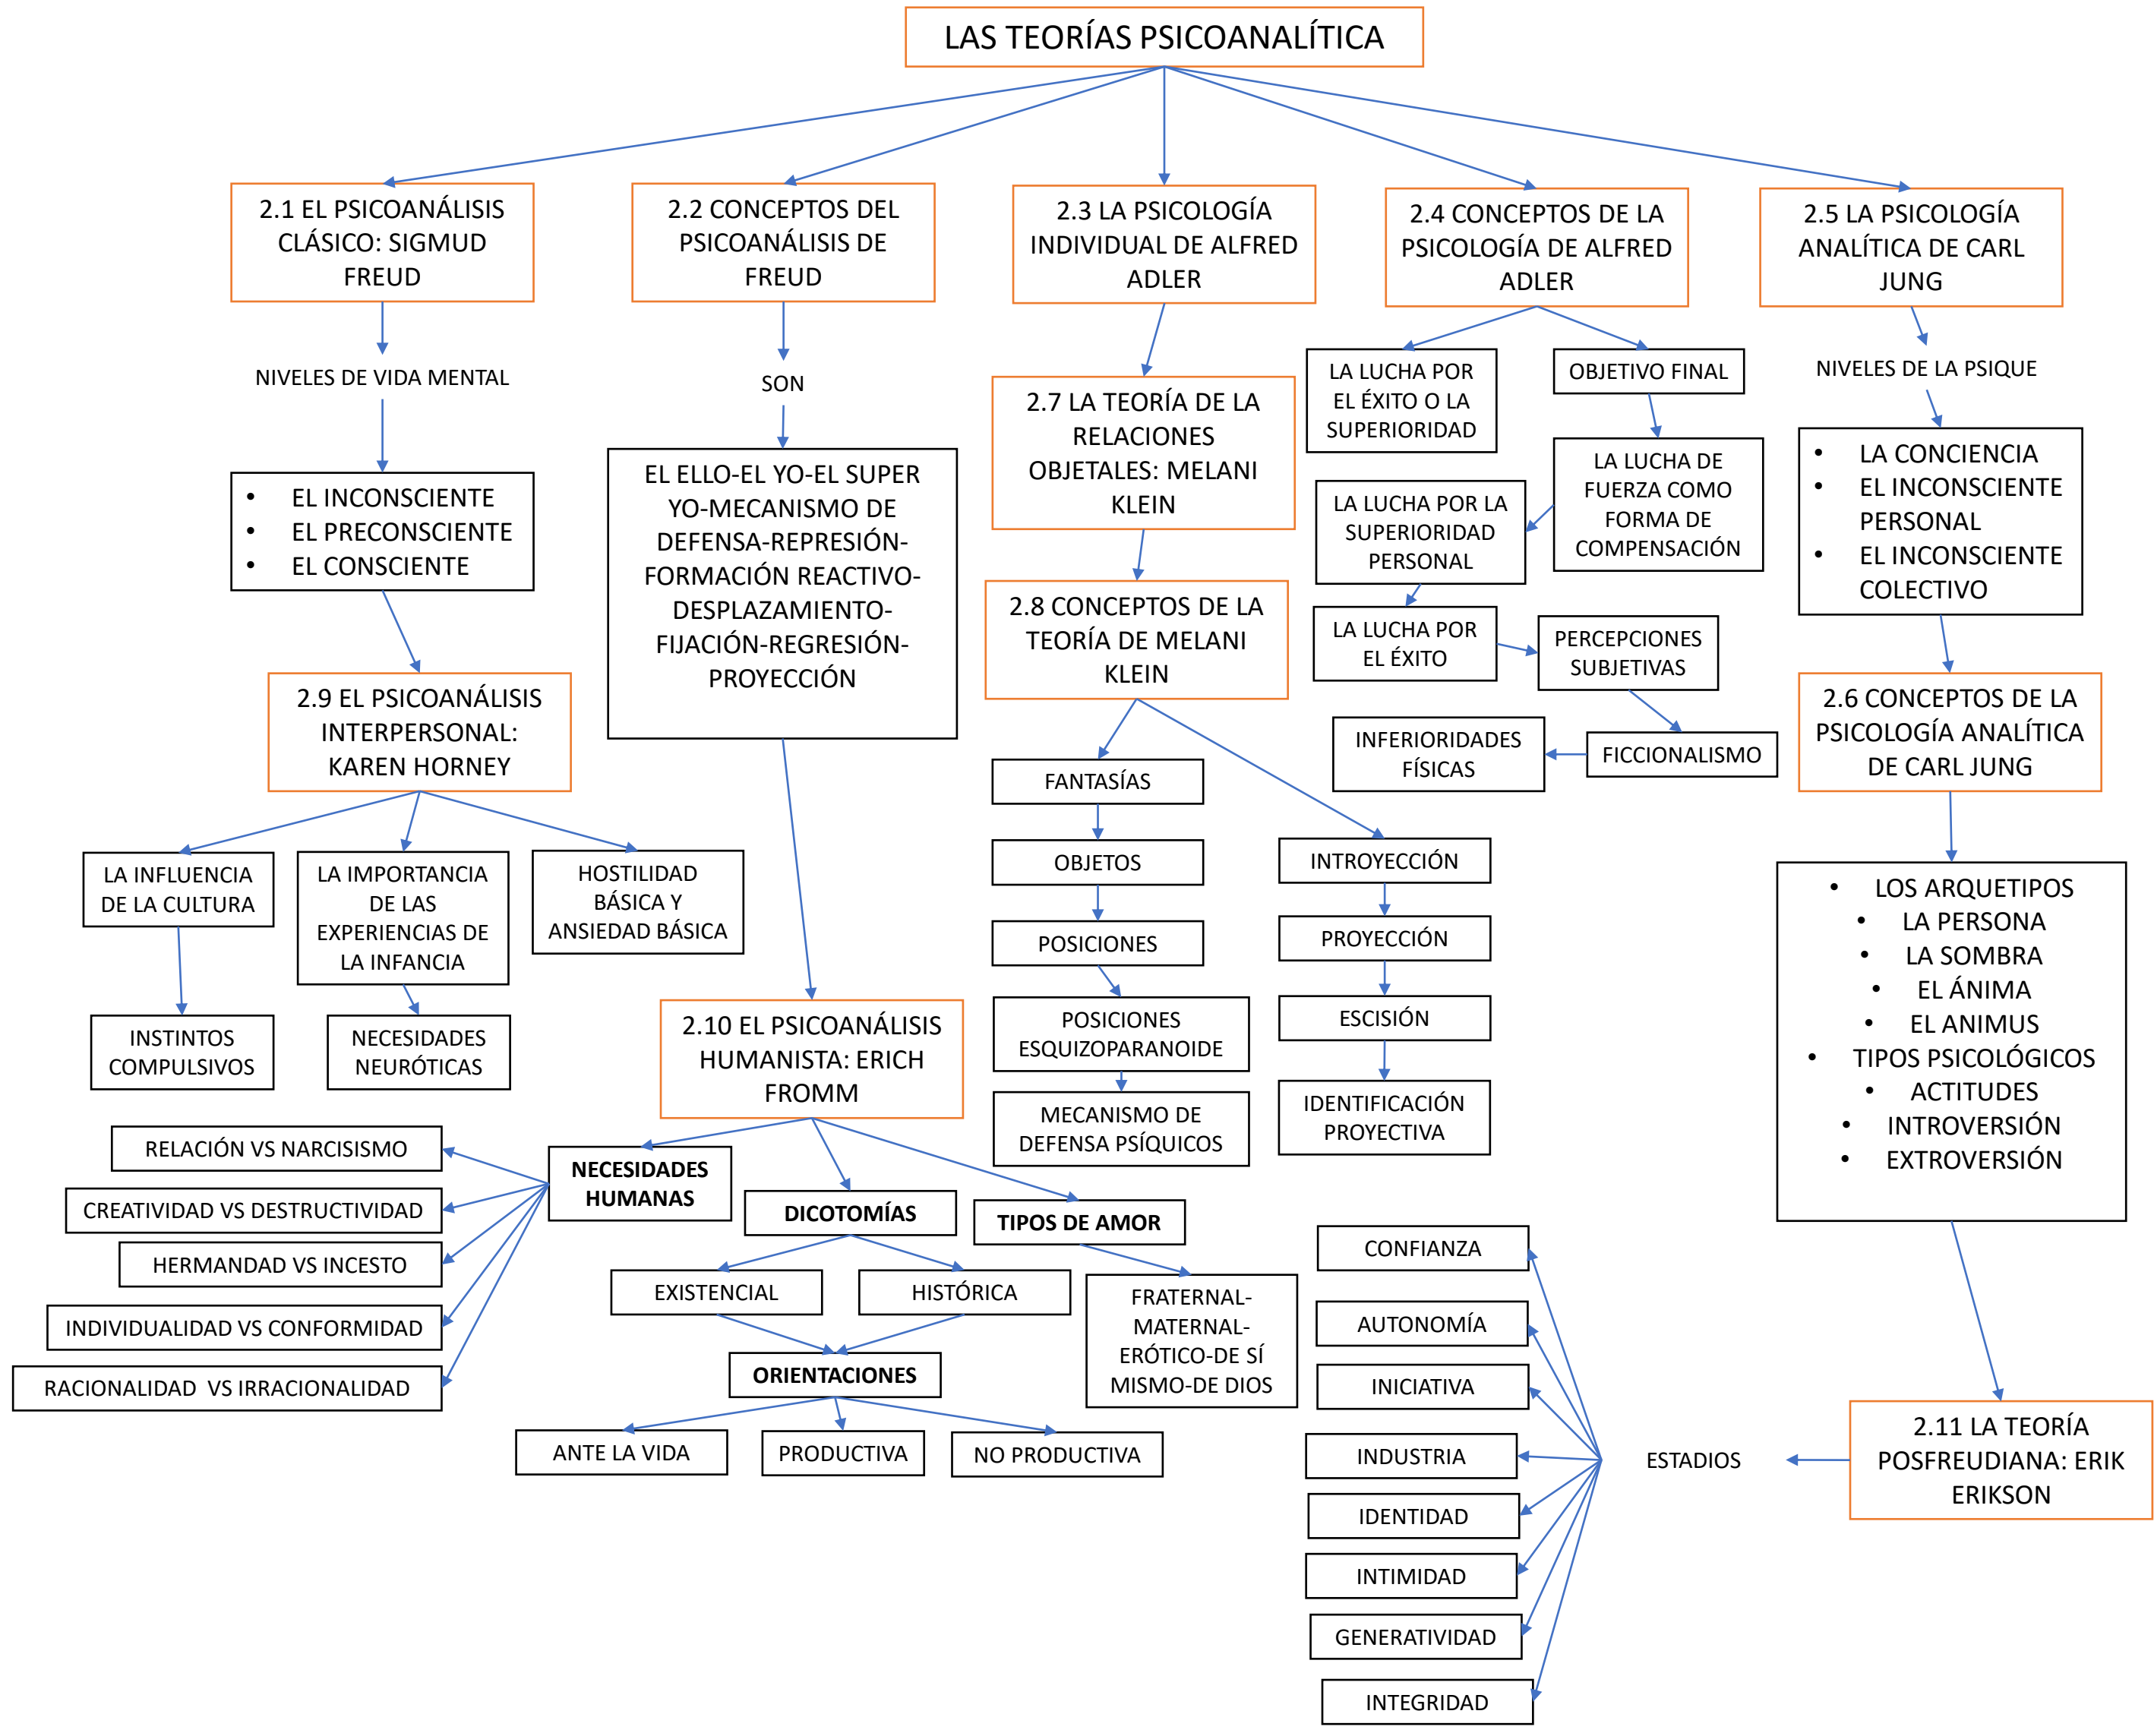 LAS TEORÍAS PSICOANALÍTICA
2.1 EL PSICOANÁLISIS
CLÁSICO: SIGMUD
FREUD
2.2 CONCEPTOS DEL
PSICOANÁLISIS DE
FREUD
2.3 LA PSICOLOGÍA
INDIVIDUAL DE ALFRED
ADLER
2.4 CONCEPTOS DE LA
PSICOLOGÍA DE ALFRED
ADLER
2.5 LA PSICOLOGÍA
ANALÍTICA DE CARL
JUNG
NIVELES DE VIDA MENTAL
• EL INCONSCIENTE
• EL PRECONSCIENTE
• EL CONSCIENTE
2.9 EL PSICOANÁLISIS
INTERPERSONAL:
KAREN HORNEY
LA INFLUENCIA
DE LA CULTURA
LA IMPORTANCIA
DE LAS
EXPERIENCIAS DE
LA INFANCIA
HOSTILIDAD
BÁSICA Y
ANSIEDAD BÁSICA
INSTINTOS
COMPULSIVOS
NECESIDADES
NEURÓTICAS
SON
EL ELLO-EL YO-EL SUPER
YO-MECANISMO DE
DEFENSA-REPRESIÓN-
FORMACIÓN REACTIVO-
DESPLAZAMIENTO-
FIJACIÓN-REGRESIÓN-
PROYECCIÓN
2.10 EL PSICOANÁLISIS
HUMANISTA: ERICH
FROMM
NECESIDADES
HUMANAS
RELACIÓN VS NARCISISMO
CREATIVIDAD VS DESTRUCTIVIDAD
HERMANDAD VS INCESTO
INDIVIDUALIDAD VS CONFORMIDAD
RACIONALIDAD  VS IRRACIONALIDAD
DICOTOMÍAS
EXISTENCIAL
HISTÓRICA
ORIENTACIONES
ANTE LA VIDA
PRODUCTIVA
NO PRODUCTIVA
TIPOS DE AMOR
FRATERNAL-
MATERNAL-
ERÓTICO-DE SÍ
MISMO-DE DIOS
2.7 LA TEORÍA DE LA
RELACIONES
OBJETALES: MELANI
KLEIN
2.8 CONCEPTOS DE LA
TEORÍA DE MELANI
KLEIN
FANTASÍAS
OBJETOS
POSICIONES
POSICIONES
ESQUIZOPARANOIDE
MECANISMO DE
DEFENSA PSÍQUICOS
INTROYECCIÓN
PROYECCIÓN
ESCISIÓN
IDENTIFICACIÓN
PROYECTIVA
LA LUCHA POR
EL ÉXITO O LA
SUPERIORIDAD
OBJETIVO FINAL
LA LUCHA DE
FUERZA COMO
FORMA DE
COMPENSACIÓN
LA LUCHA POR LA
SUPERIORIDAD
PERSONAL
LA LUCHA POR
EL ÉXITO
PERCEPCIONES
SUBJETIVAS
FICCIONALISMO
INFERIORIDADES
FÍSICAS
NIVELES DE LA PSIQUE
• LA CONCIENCIA
• EL INCONSCIENTE
PERSONAL
• EL INCONSCIENTE
COLECTIVO
2.6 CONCEPTOS DE LA
PSICOLOGÍA ANALÍTICA
DE CARL JUNG
• LOS ARQUETIPOS
• LA PERSONA
• LA SOMBRA
• EL ÁNIMA
• EL ANIMUS
• TIPOS PSICOLÓGICOS
• ACTITUDES
• INTROVERSIÓN
• EXTROVERSIÓN
2.11 LA TEORÍA
POSFREUDIANA: ERIK
ERIKSON
ESTADIOS
CONFIANZA
AUTONOMÍA
INICIATIVA
INDUSTRIA
IDENTIDAD
INTIMIDAD
GENERATIVIDAD
INTEGRIDAD